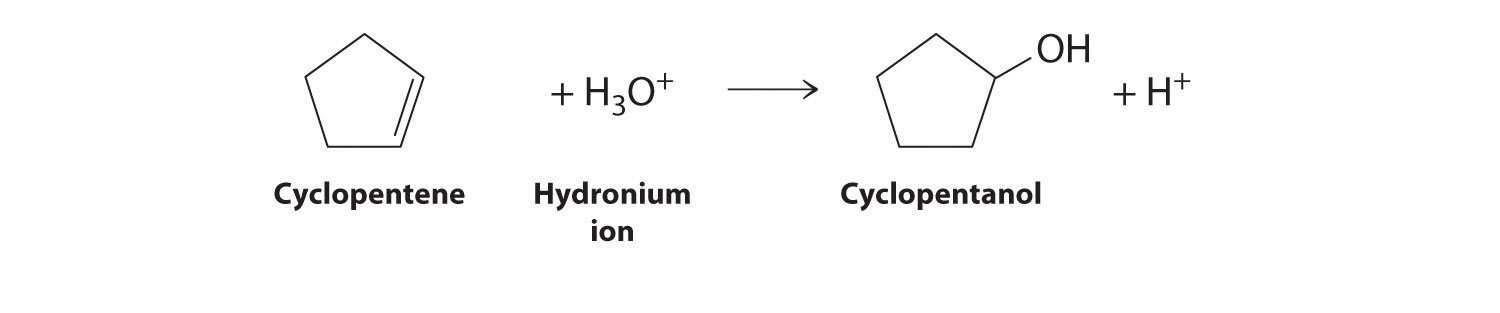 OH
+ H₃O⁺ ⟶ + H⁺
Cyclopentene Hydronium Cyclopentanol
ion